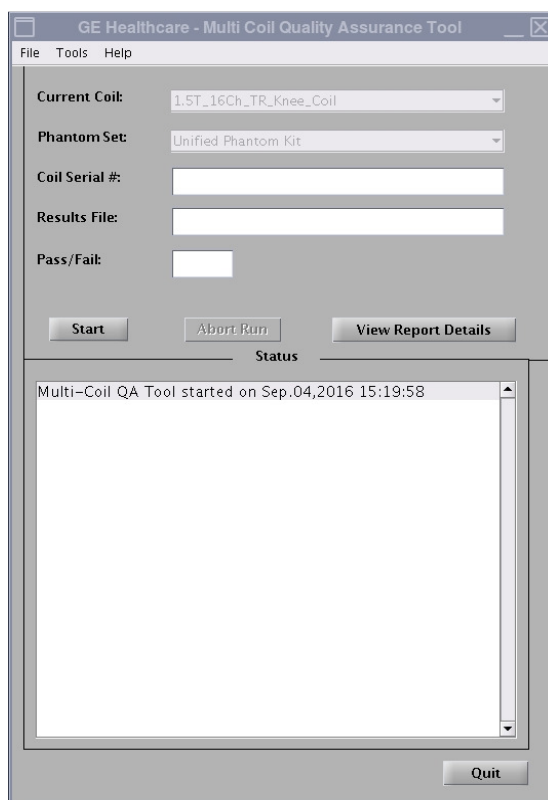 GE Healthcare - Multi Coil Quality Assurance Tool
File Tools Help
Current Coil: 1.5T_16Ch_TR_Knee_Coil
Phantom Set: Unified Phantom Kit
Coil Serial #:
Results File:
Pass/Fail:
Start Abort Run View Report Details
Status
Multi-Coil QA Tool started on Sep.04,2016 15:19:58
Quit